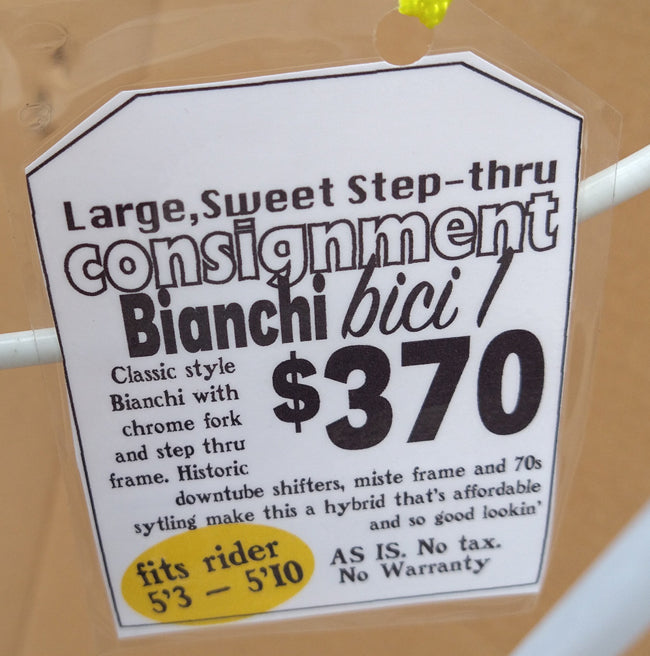 Large, Sweet Step-thru
consignment
Bianchi bici !
$370
Classic style
Bianchi with
chrome fork
and step thru
frame. Historic
downtube shifters, miste frame and 70s
sytling make this a hybrid that's affordable
and so good lookin'
fits rider
5'3 – 5'10
AS IS. No tax.
No Warranty